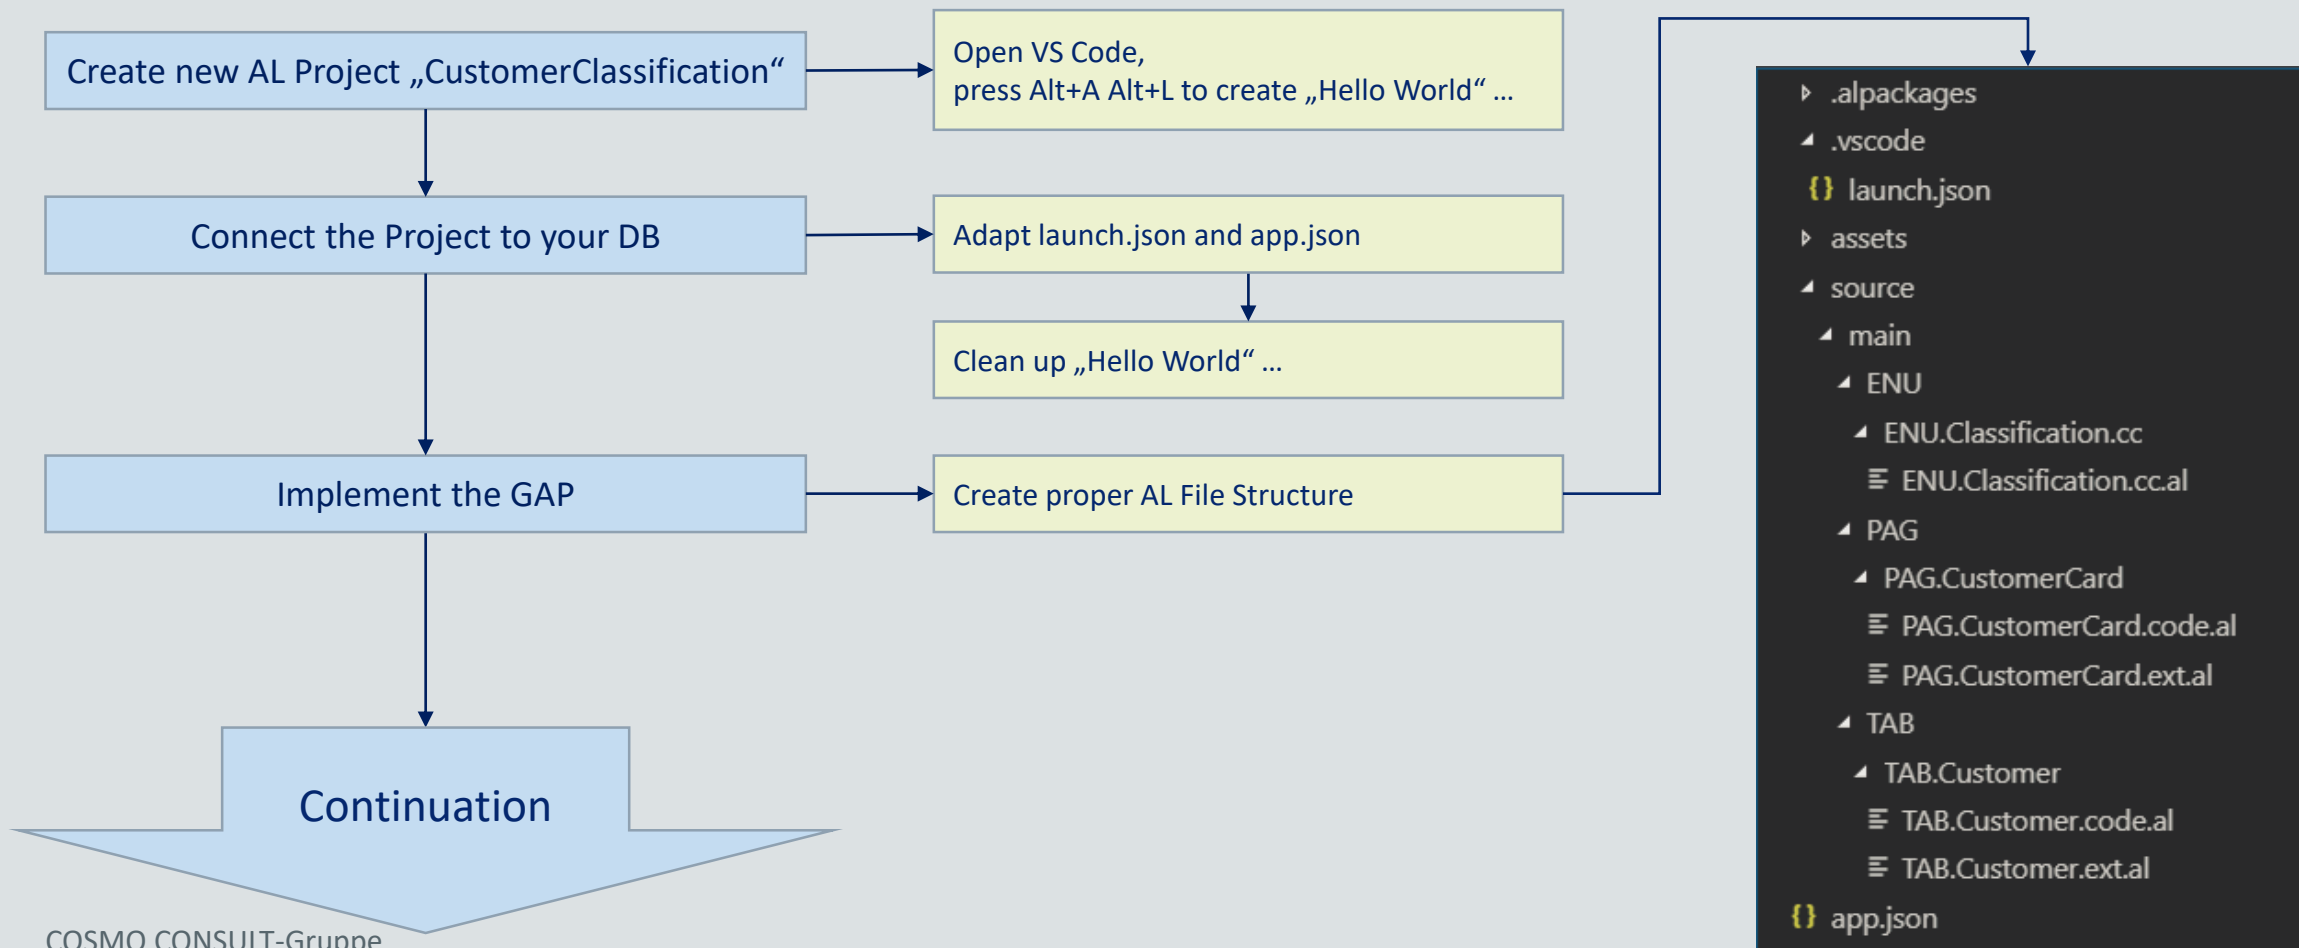 Create new AL Project „CustomerClassification“
Open VS Code,
press Alt+A Alt+L to create „Hello World“ ...
Connect the Project to your DB
Adapt launch.json and app.json
Clean up „Hello World“ ...
Implement the GAP
Create proper AL File Structure
Continuation
COSMO CONSULT-Gruppe
.alpackages
.vscode
{} launch.json
assets
source
main
ENU
ENU.Classification.cc
ENU.Classification.cc.al
PAG
PAG.CustomerCard
PAG.CustomerCard.code.al
PAG.CustomerCard.ext.al
TAB
TAB.Customer
TAB.Customer.code.al
TAB.Customer.ext.al
{} app.json